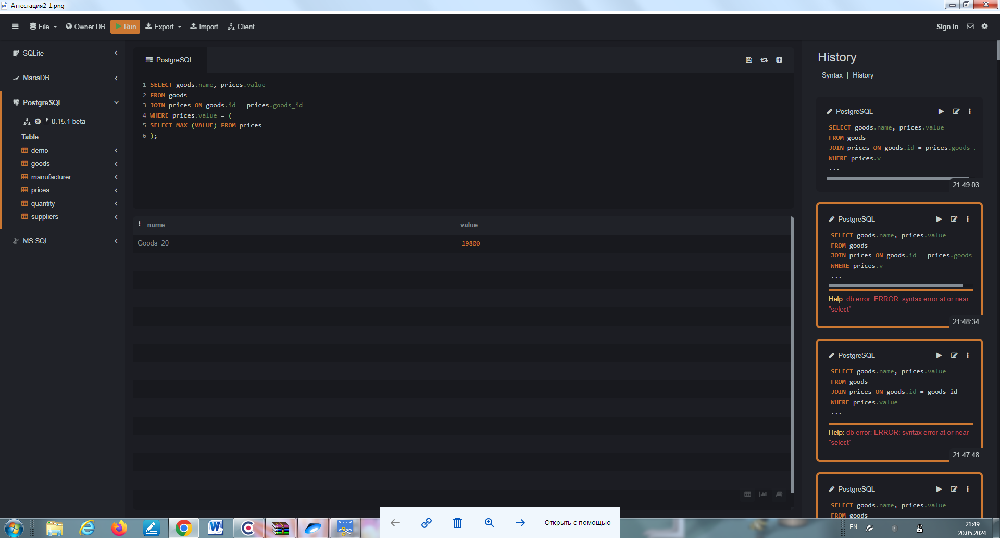 Аттестация2-1.png
File
Owner DB
Run
Export
Import
Client
Sign in
SQLite
MariaDB
PostgreSQL
0.15.1 beta
Table
demo
goods
manufacturer
prices
quantity
suppliers
MS SQL
PostgreSQL
1 SELECT goods.name, prices.value
2 FROM goods
3 JOIN prices ON goods.id = prices.goods_id
4 WHERE prices.value = (
5 SELECT MAX (VALUE) FROM prices
6 );
name value
Goods_20 19800
History
Syntax | History
PostgreSQL
SELECT goods.name, prices.value
FROM goods
JOIN prices ON goods.id = prices.goods_
WHERE prices.v
...
21:49:03
PostgreSQL
SELECT goods.name, prices.value
FROM goods
JOIN prices ON goods.id = prices.goods_
WHERE prices.v
...
Help: db error: ERROR: syntax error at or near
"select"
21:48:34
PostgreSQL
SELECT goods.name, prices.value
FROM goods
JOIN prices ON goods.id = goods_id
WHERE prices.value =
...
Help: db error: ERROR: syntax error at or near
"select"
21:47:48
PostgreSQL
SELECT goods.name, prices.value
FROM goods
Открыть с помощью
EN
21:49
20.05.2024